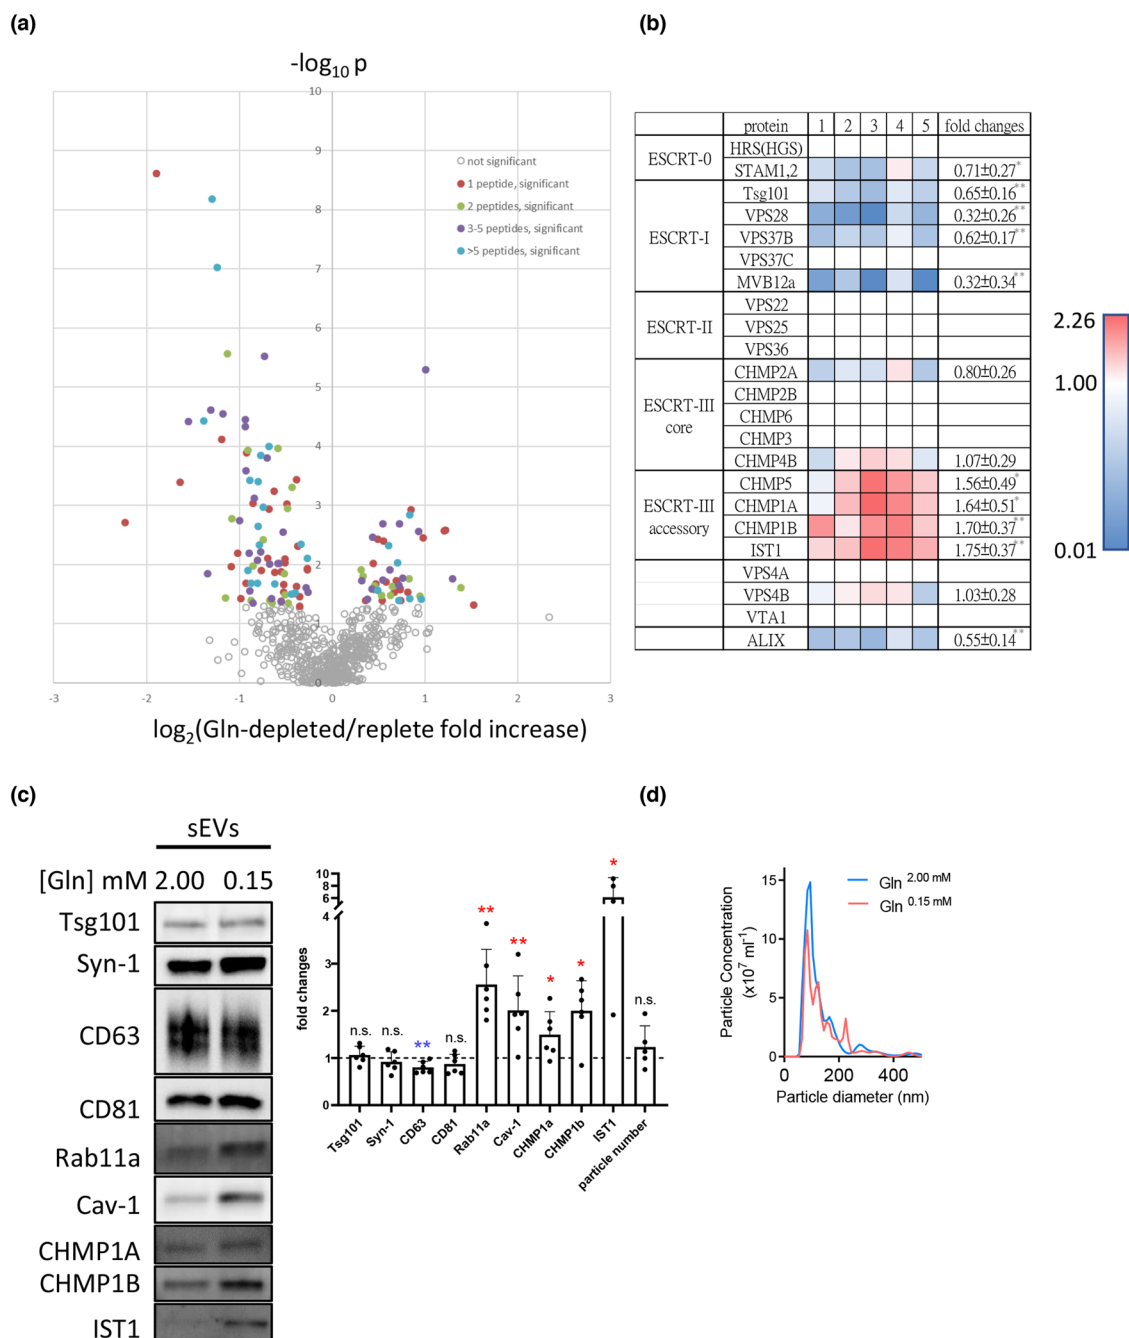 (a)
-log10 p
10
9
8
7
6
5
4
3
2
1
0
-3 -2 -1 0 1 2 3
not significant
1 peptide, significant
2 peptides, significant
3-5 peptides, significant
>5 peptides, significant
log2(Gln-depleted/replete fold increase)
(b)
protein 1 2 3 4 5 fold changes
ESCRT-0
HRS(HGS)
STAM1,2 0.71±0.27*
ESCRT-I
Tsg101 0.65±0.16**
VPS28 0.32±0.26**
VPS37B 0.62±0.17**
VPS37C
MVB12a 0.32±0.34**
ESCRT-II
VPS22
VPS25
VPS36
ESCRT-III core
CHMP2A 0.80±0.26
CHMP2B
CHMP6
CHMP3
CHMP4B 1.07±0.29
ESCRT-III accessory
CHMP5 1.56±0.49*
CHMP1A 1.64±0.51*
CHMP1B 1.70±0.37**
IST1 1.75±0.37**
VPS4A
VPS4B 1.03±0.28
VTA1
ALIX 0.55±0.14**
2.26
1.00
0.01
(c)
sEVs
[Gln] mM 2.00 0.15
Tsg101
Syn-1
CD63
CD81
Rab11a
Cav-1
CHMP1A
CHMP1B
IST1
fold changes
10
8
6
4
2
1
0
n.s. n.s. ** n.s. ** ** * * * n.s.
Tsg101 Syn-1 CD63 CD81 Rab11a Cav-1 CHMP1a CHMP1b IST1 particle number
(d)
Particle Concentration
(x10⁷ ml⁻¹)
15
10
5
0
0 200 400
Particle diameter (nm)
Gln 2.00 mM
Gln 0.15 mM